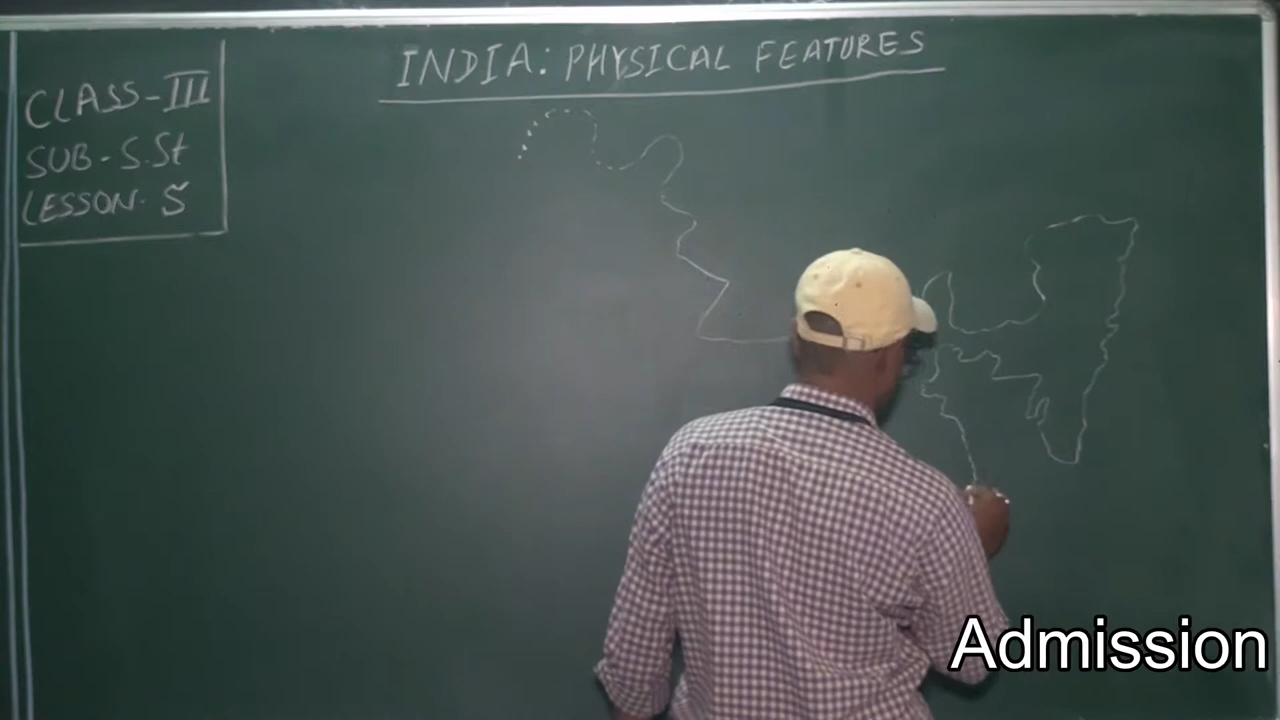 INDIA: PHYSICAL FEATURES
CLASS-III
SUB-S.St
LESSON-5
Admission